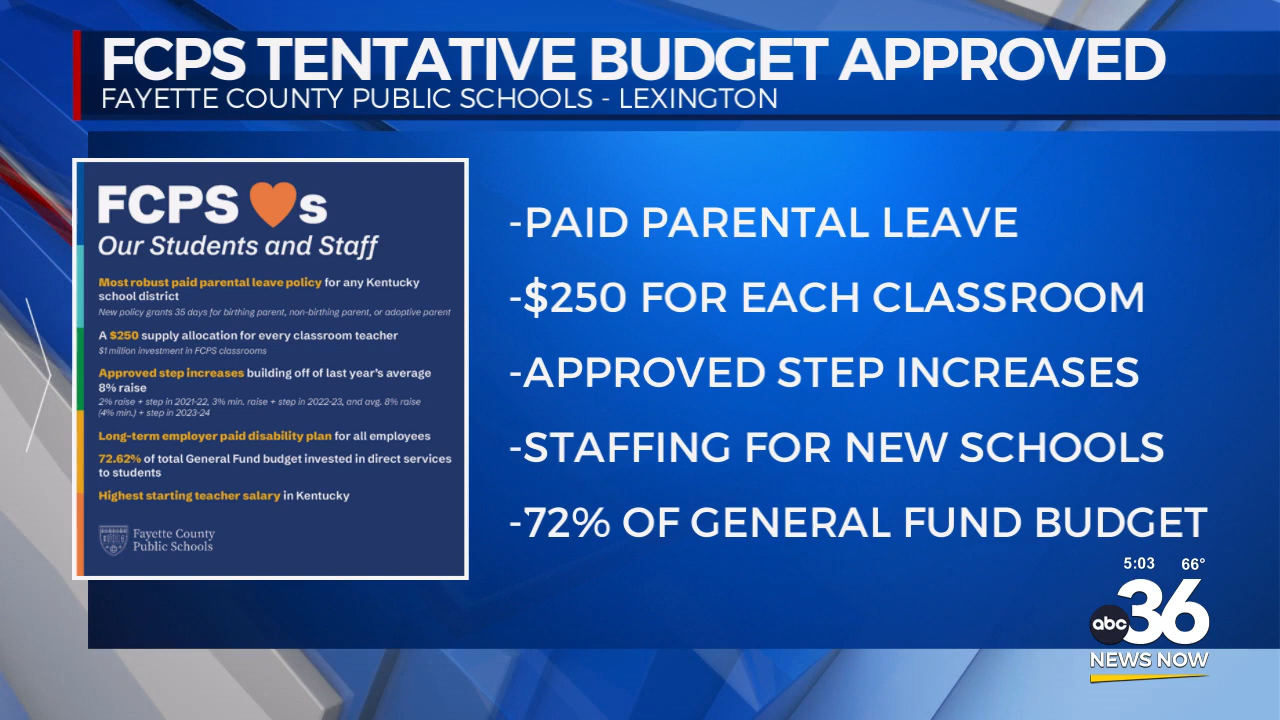 FCPS TENTATIVE BUDGET APPROVED
FAYETTE COUNTY PUBLIC SCHOOLS - LEXINGTON
FCPS 🧡s
Our Students and Staff
Most robust paid parental leave policy for any Kentucky
school district
New policy grants 35 days for birthing parent, non-birthing parent, or adoptive parent
A $250 supply allocation for every classroom teacher
$1 million investment in FCPS classrooms
Approved step increases building off of last year's average
8% raise
2% raise + step in 2021-22, 3% min. raise + step in 2022-23, and avg. 8% raise
(4% min.) + step in 2023-24
Long-term employer paid disability plan for all employees
72.62% of total General Fund budget invested in direct services
to students
Highest starting teacher salary in Kentucky
Fayette County
Public Schools
-PAID PARENTAL LEAVE
-$250 FOR EACH CLASSROOM
-APPROVED STEP INCREASES
-STAFFING FOR NEW SCHOOLS
-72% OF GENERAL FUND BUDGET
5:03 66°
abc 36
NEWS NOW